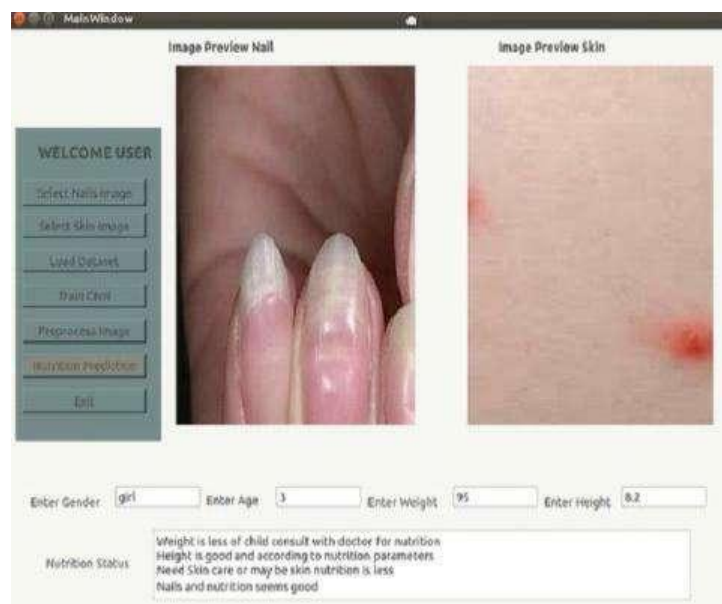 MainWindow
Image Preview Nail
Image Preview Skin
WELCOME USER
Select Nails Image
Select Skin Image
Load Dataset
Train CNN
Preprocess Image
Nutrition Prediction
Exit
Enter Gender girl Enter Age 3 Enter Weight 95 Enter Height 8.2
Nutrition Status
Weight is less of child consult with doctor for nutrition
Height is good and according to nutrition parameters
Need Skin care or may be skin nutrition is less
Nails and nutrition seems good